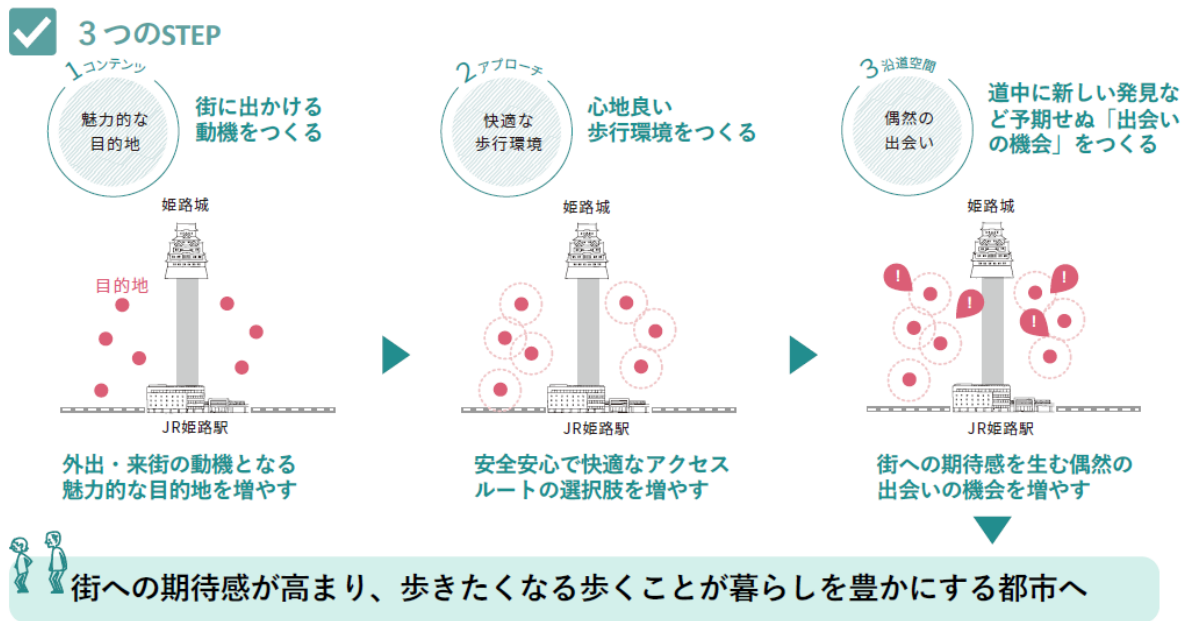 3つのSTEP
1 コンテンツ
魅力的な
目的地
街に出かける
動機をつくる
姫路城
目的地
JR姫路駅
外出・来街の動機となる
魅力的な目的地を増やす
2 アプローチ
快適な
歩行環境
心地良い
歩行環境をつくる
姫路城
JR姫路駅
安全安心で快適なアクセス
ルートの選択肢を増やす
3 沿道空間
偶然の
出会い
道中に新しい発見な
ど予期せぬ「出会い
の機会」をつくる
姫路城
!
!
!
!
JR姫路駅
街への期待感を生む偶然の
出会いの機会を増やす
街への期待感が高まり、歩きたくなる歩くことが暮らしを豊かにする都市へ